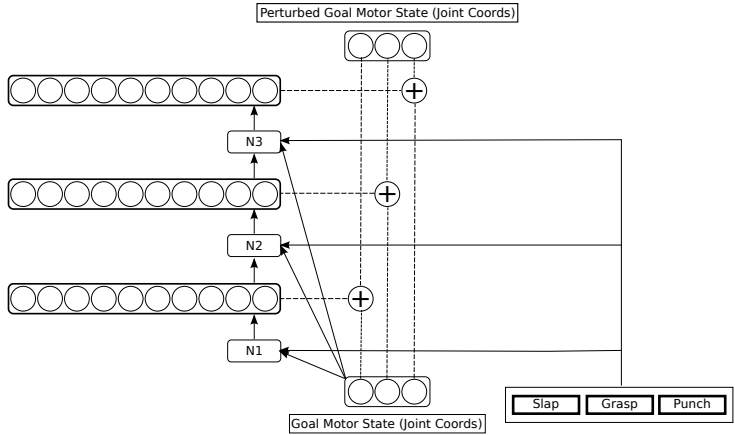 Perturbed Goal Motor State (Joint Coords)
+
N3
+
N2
+
N1
Slap Grasp Punch
Goal Motor State (Joint Coords)